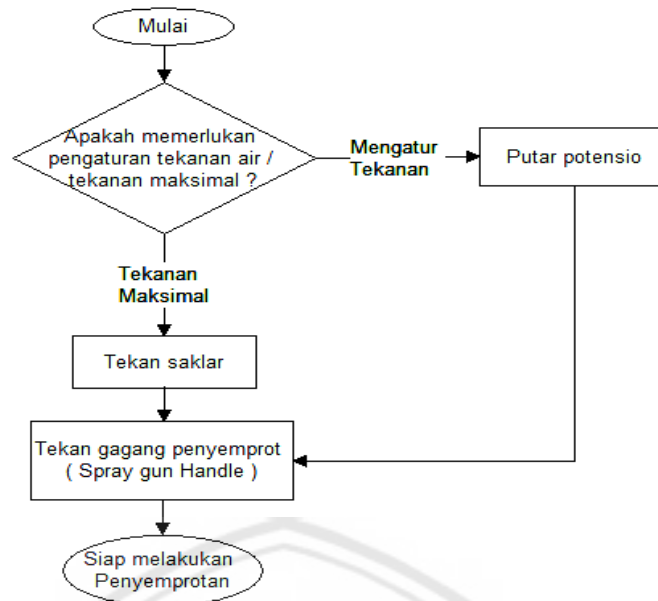 Mulai
Apakah memerlukan
pengaturan tekanan air /
tekanan maksimal ?
Mengatur
Tekanan
Putar potensio
Tekanan
Maksimal
Tekan saklar
Tekan gagang penyemprot
( Spray gun Handle )
Siap melakukan
Penyemprotan